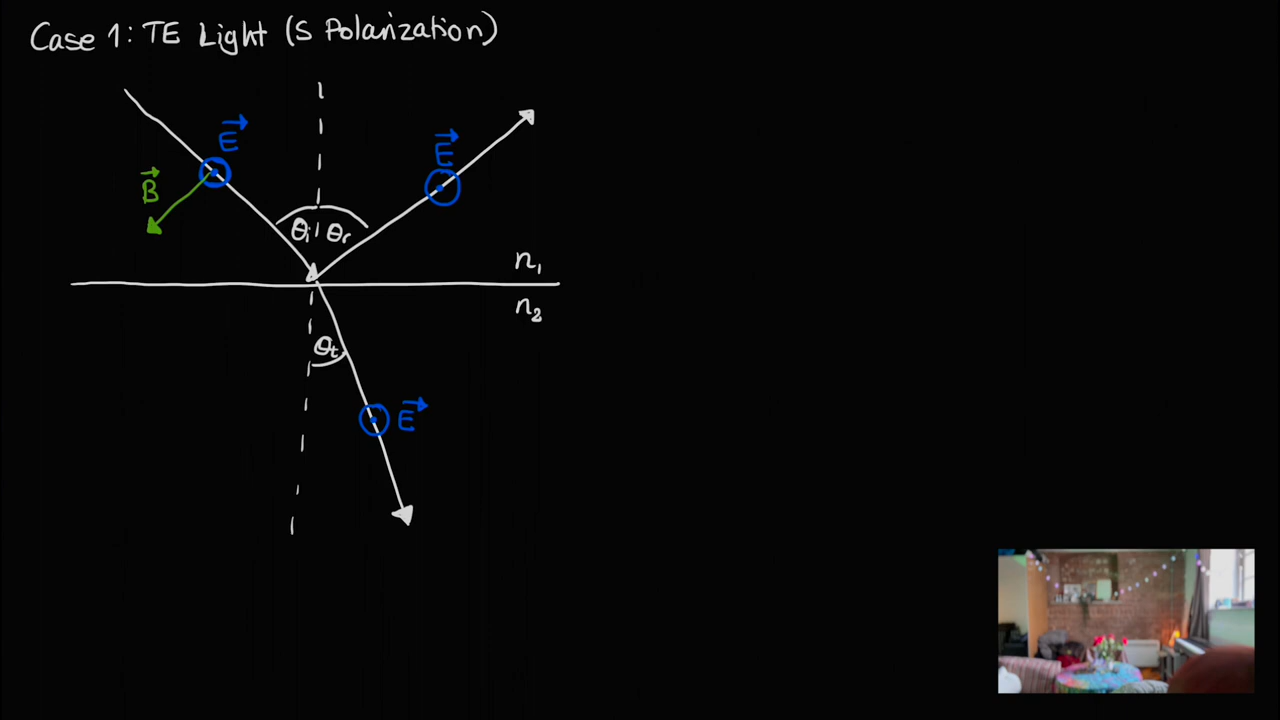 Case 1: TE Light (S Polarization)
E
E
B
θi θr
n1
n2
θt
E